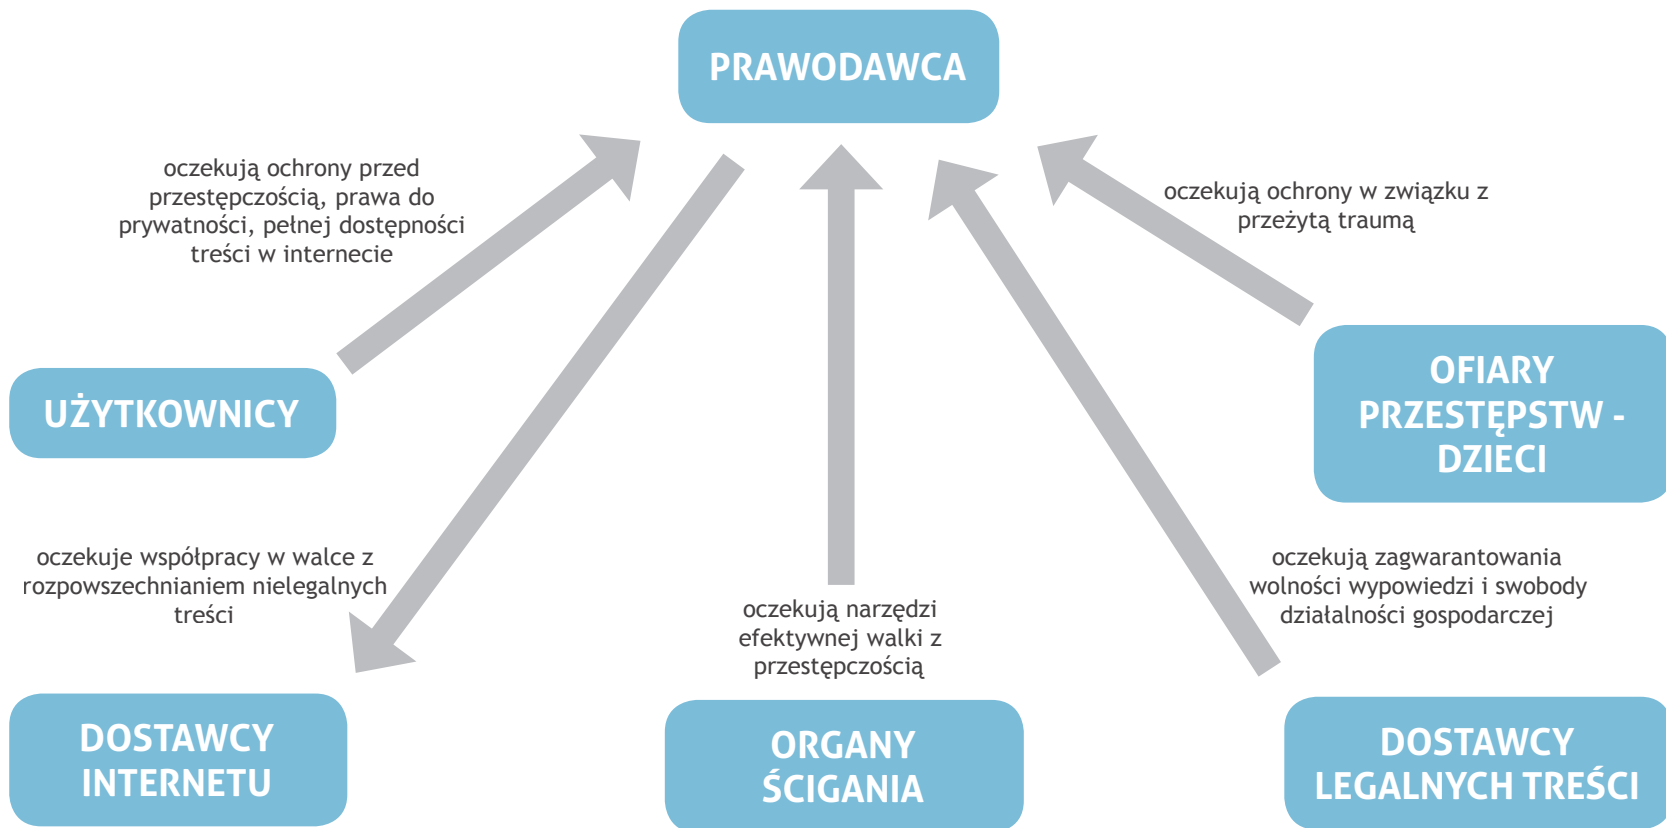 PRAWODAWCA
oczekują ochrony przed
przestępczością, prawa do
prywatności, pełnej dostępności
treści w internecie
oczekują ochrony w związku z
przeżytą traumą
UŻYTKOWNICY
OFIARY
PRZESTĘPSTW -
DZIECI
oczekuje współpracy w walce z
rozpowszechnianiem nielegalnych
treści
oczekują narzędzi
efektywnej walki z
przestępczością
oczekują zagwarantowania
wolności wypowiedzi i swobody
działalności gospodarczej
DOSTAWCY
INTERNETU
ORGANY
ŚCIGANIA
DOSTAWCY
LEGALNYCH TREŚCI